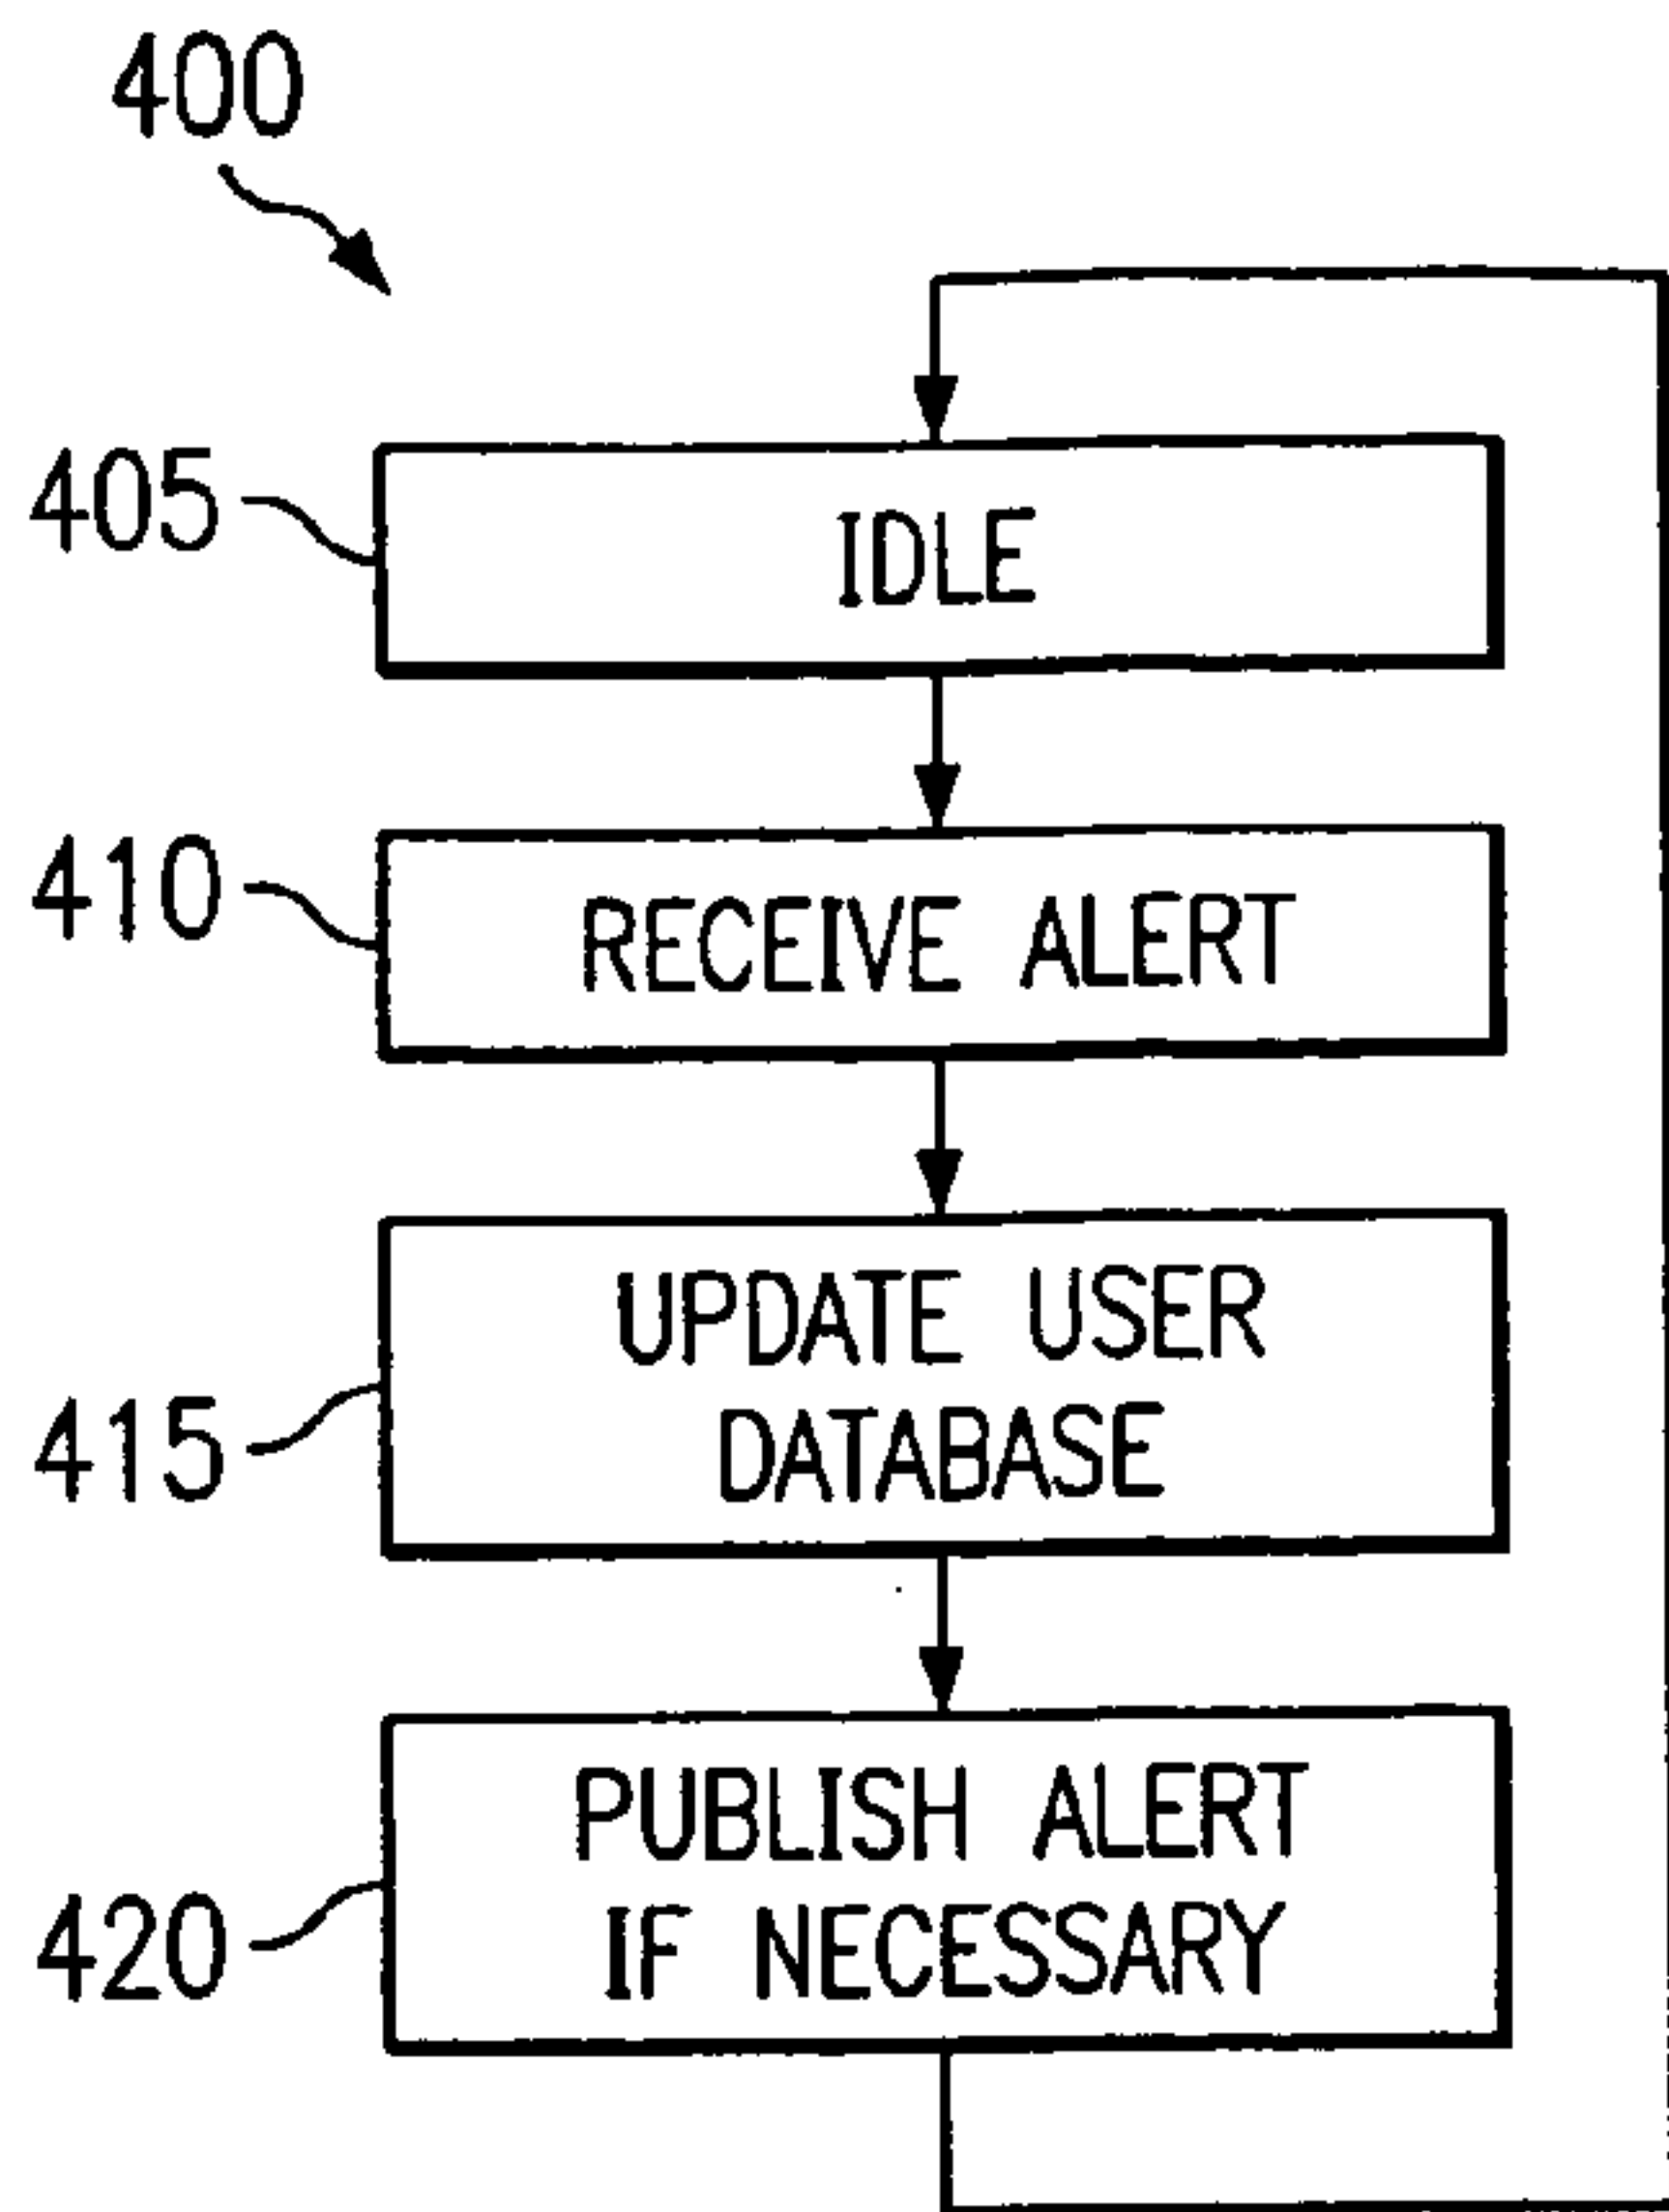 400
405
IDLE
410
RECEIVE ALERT
UPDATE USER
DATABASE
415
PUBLISH ALERT
IF NECESSARY
420